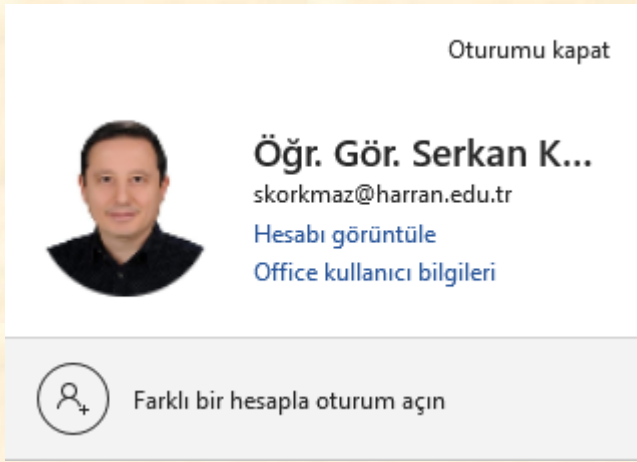 Oturumu kapat
Öğr. Gör. Serkan K...
skorkmaz@harran.edu.tr
Hesabı görüntüle
Office kullanıcı bilgileri
Farklı bir hesapla oturum açın